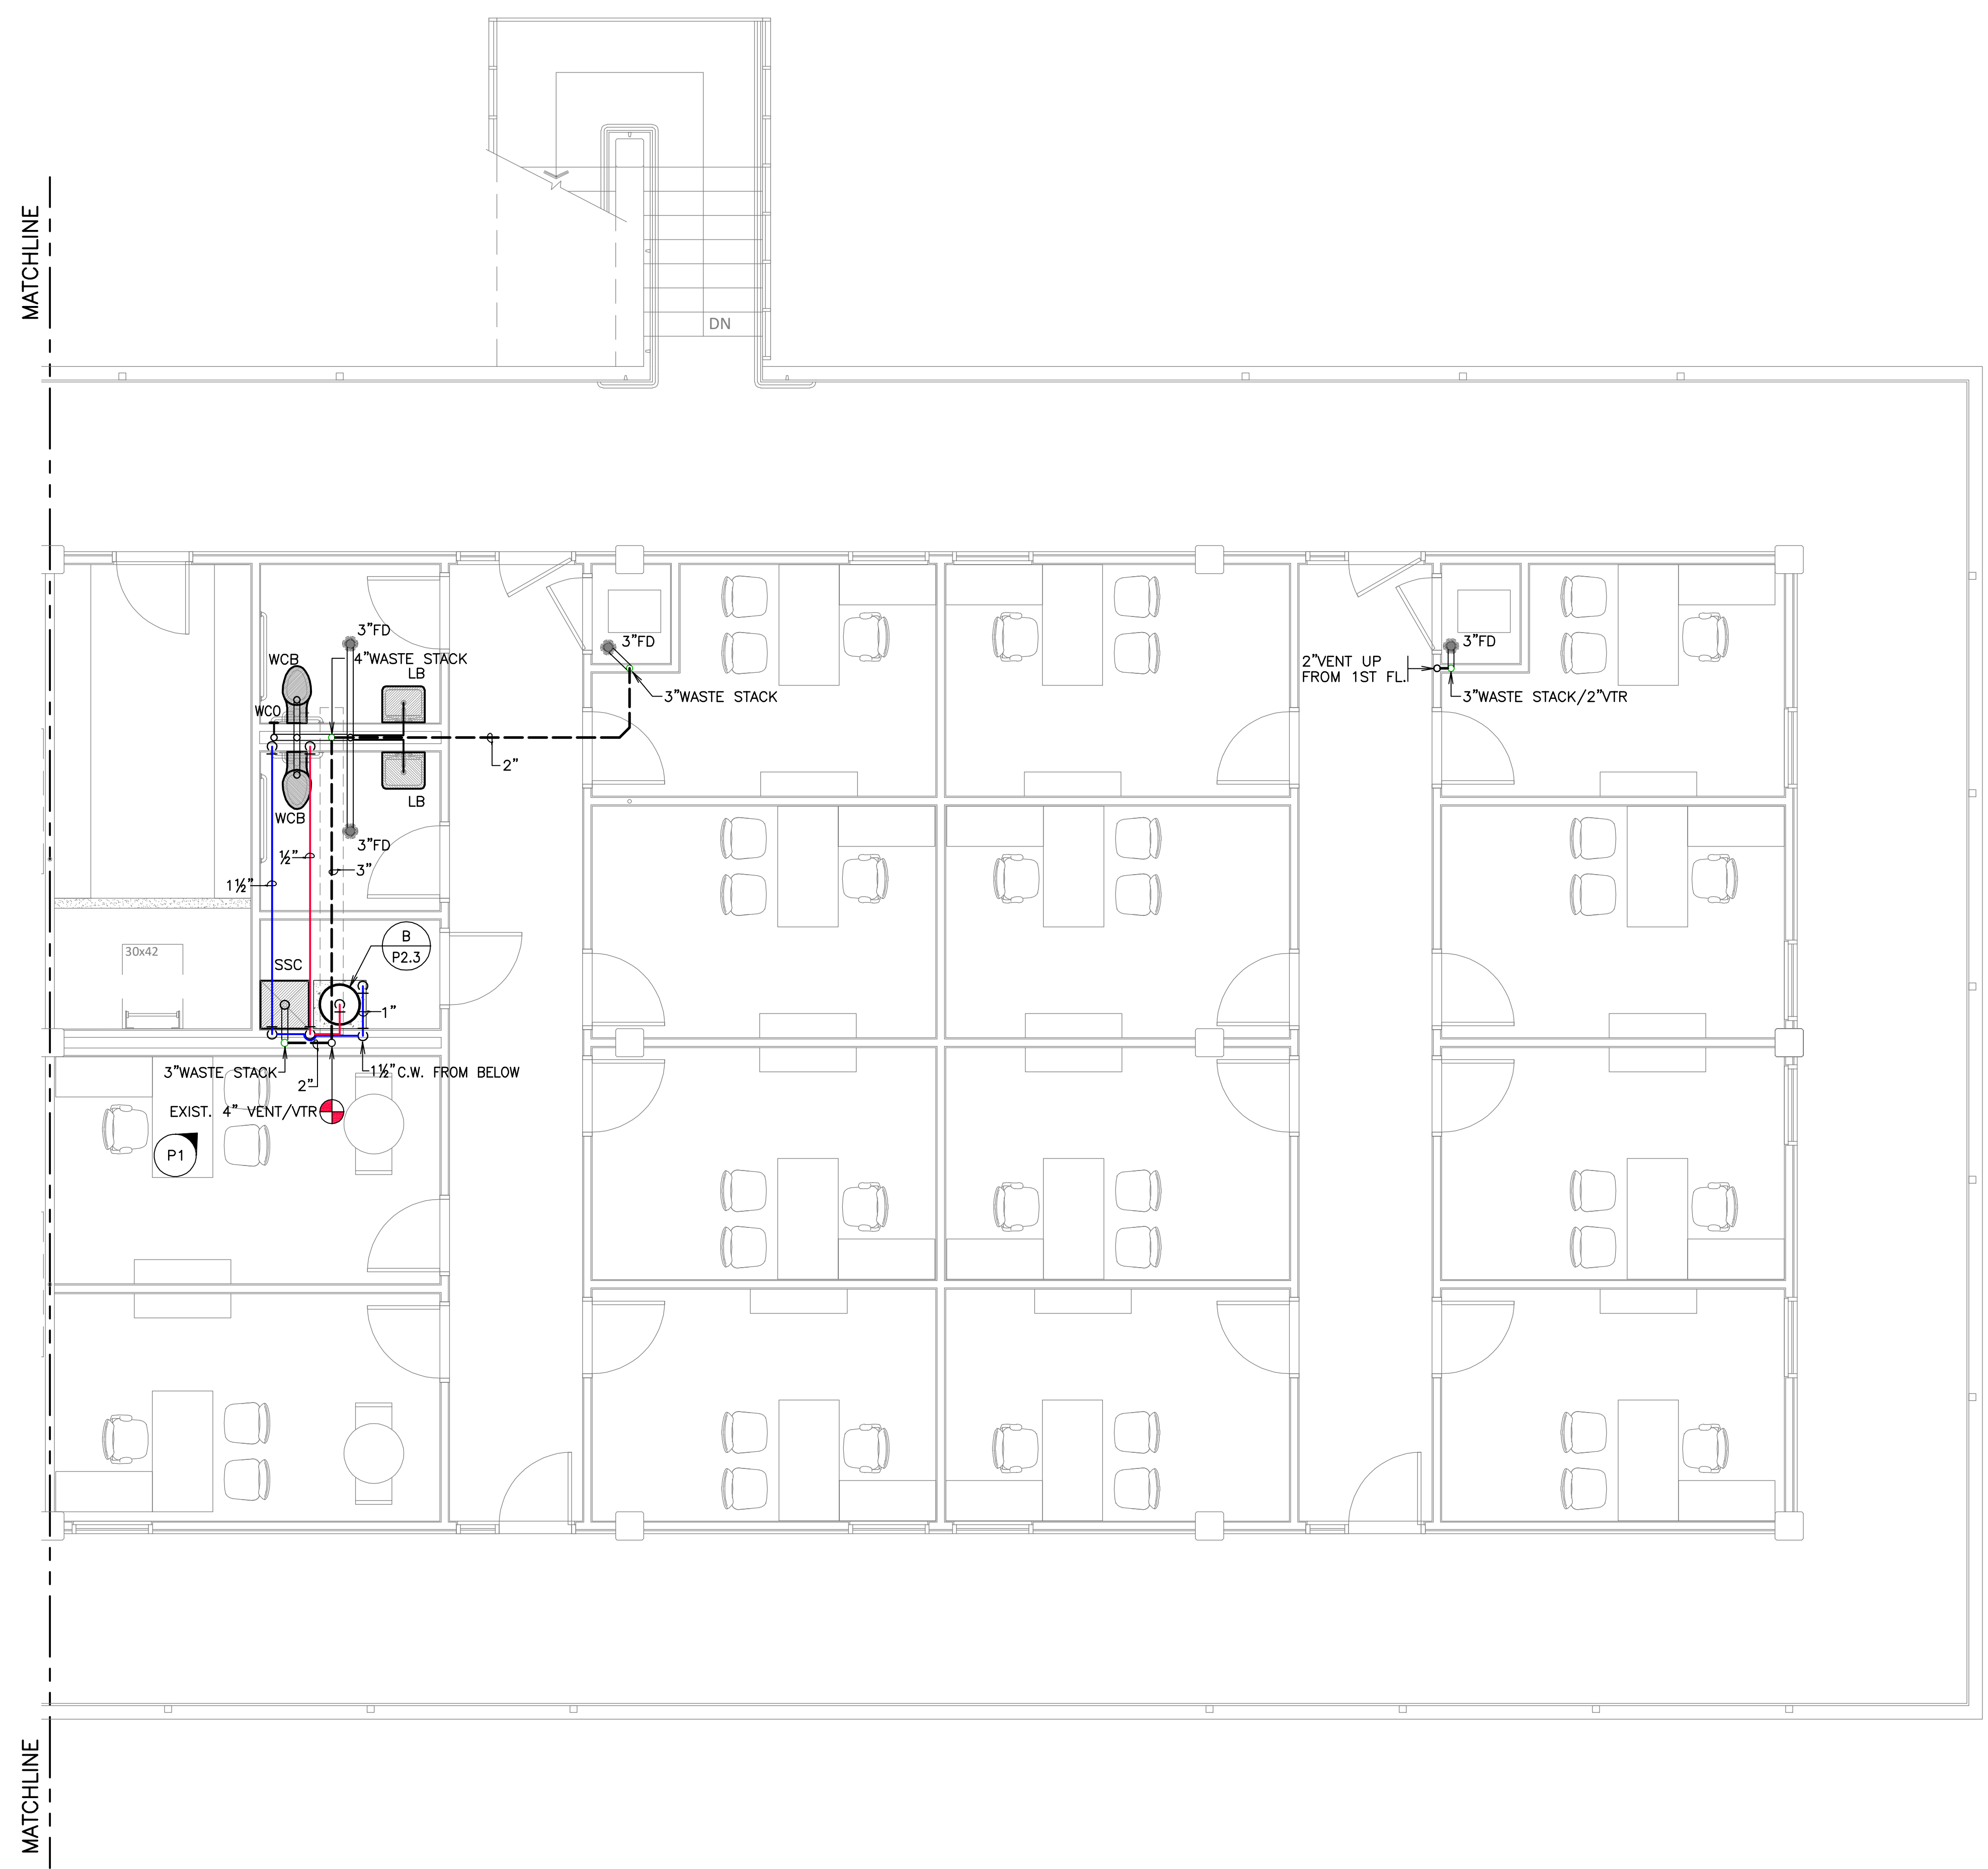 MATCHLINE
DN
3"FD
4"WASTE STACK
WCB
LB
WCO
3"FD
3"WASTE STACK
2"
2"VENT UP
FROM 1ST FL.
3"FD
3"WASTE STACK/2"VTR
LB
WCB
3"FD
½"
3"
1½"
B
P2.3
30x42
SSC
1"
3"WASTE STACK
2"
1½"C.W. FROM BELOW
EXIST. 4" VENT/VTR
P1
MATCHLINE